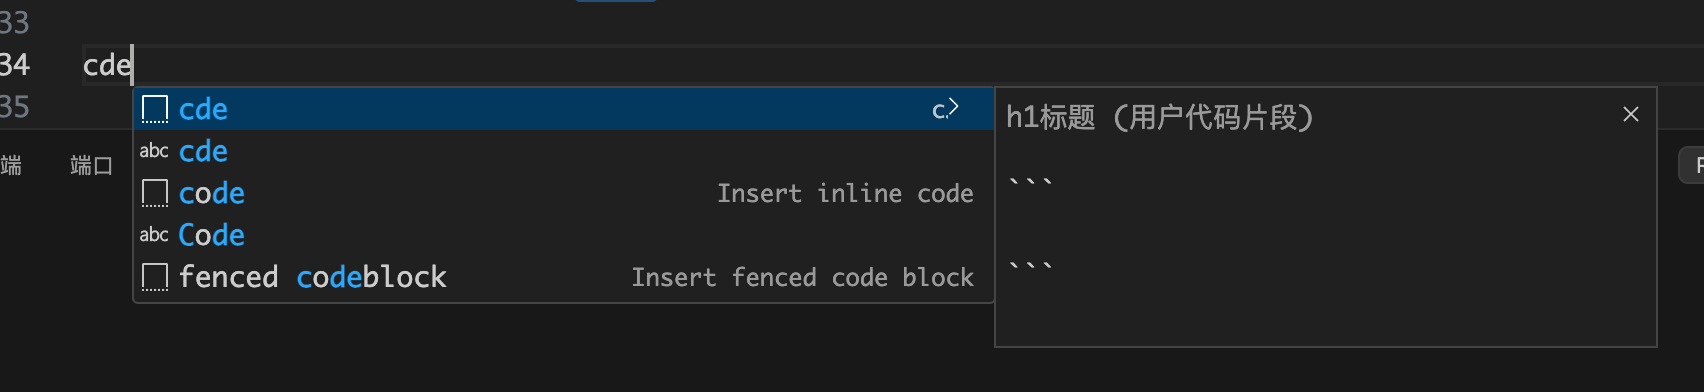 33
34 cde
35
cde
abc cde
code Insert inline code
abc Code
fenced codeblock Insert fenced code block
h1标题 (用户代码片段)
```
```
端 端口